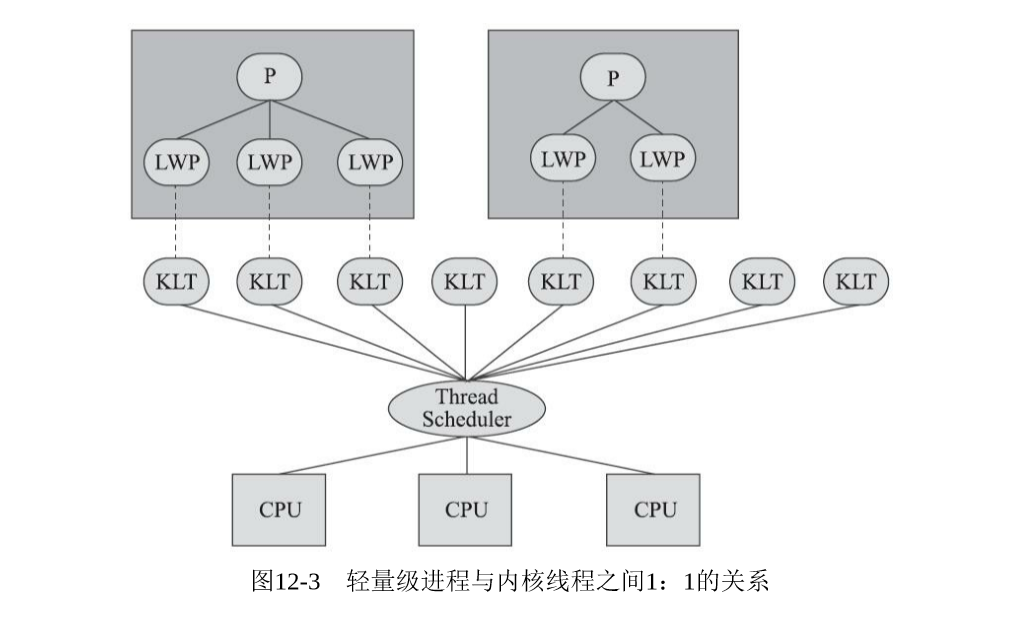 P
P
LWP LWP LWP
LWP LWP
KLT KLT KLT KLT KLT KLT KLT KLT
Thread
Scheduler
CPU CPU CPU
图12-3 轻量级进程与内核线程之间1：1的关系